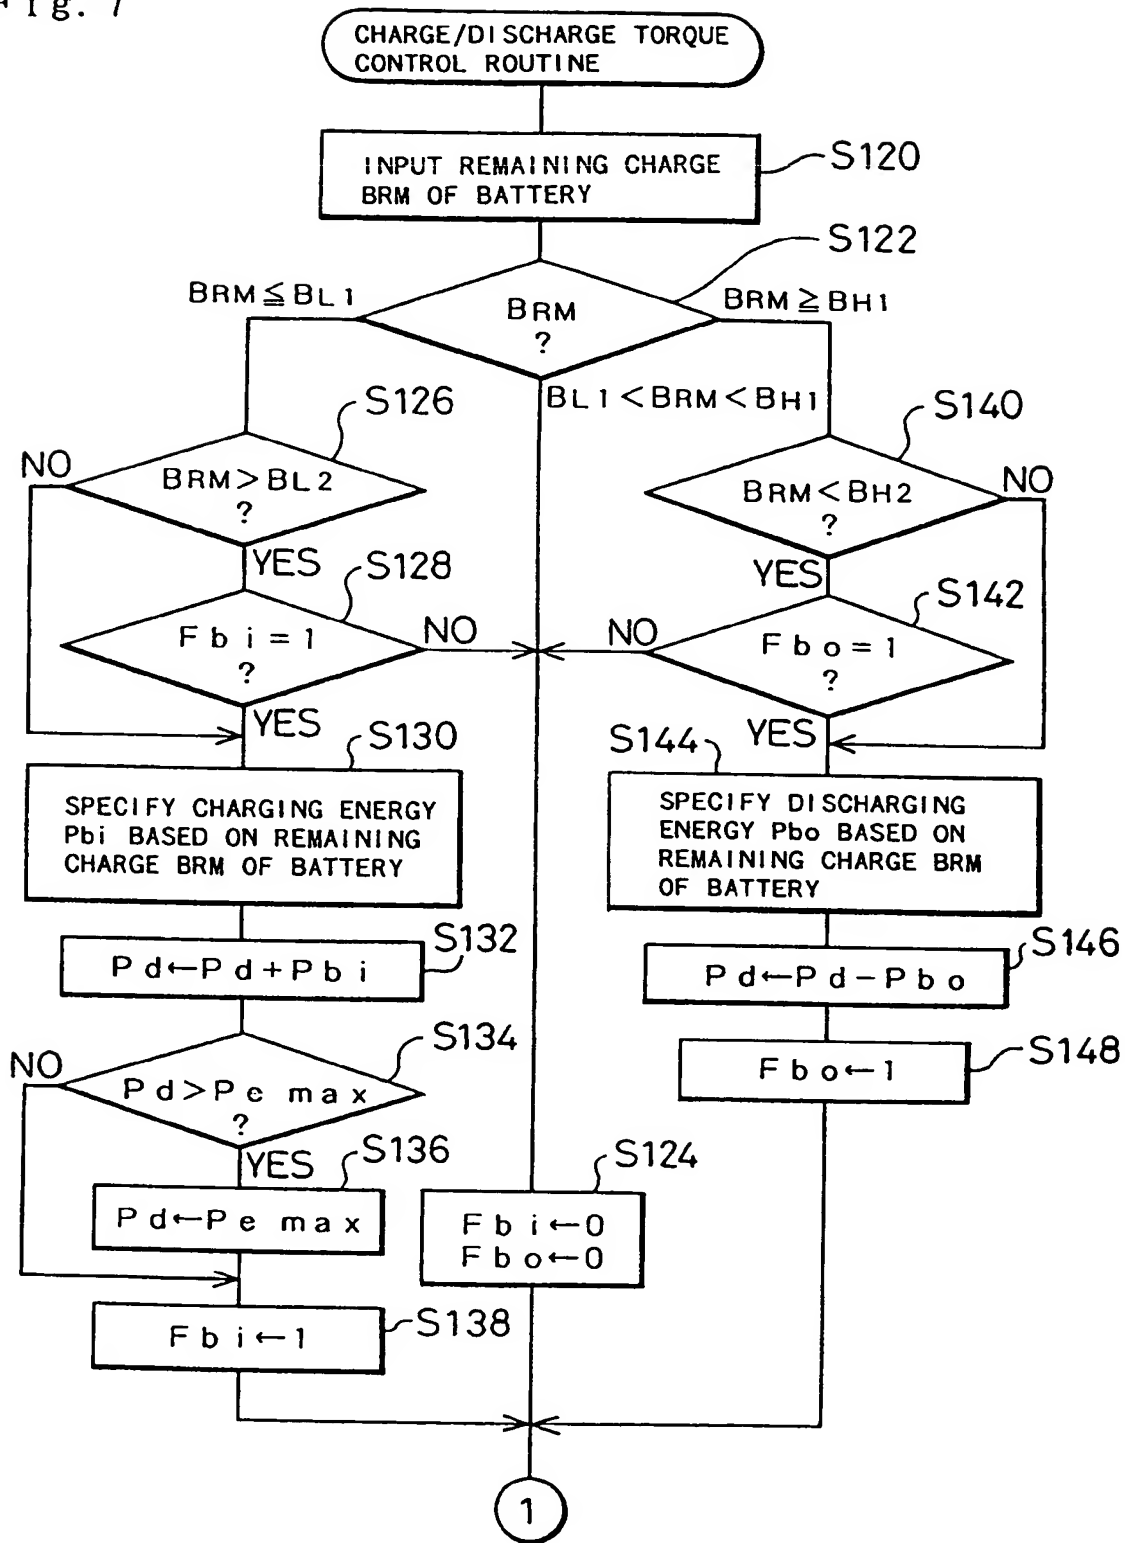 Fig. 7
CHARGE/DISCHARGE TORQUE
CONTROL ROUTINE
INPUT REMAINING CHARGE
BRM OF BATTERY
S120
S122
BRM≦BL1
BRM
?
BRM≧BH1
BL1<BRM<BH1
S126
S140
NO
BRM>BL2
?
BRM<BH2
?
NO
YES
S128
YES
S142
Fbi=1
?
NO
NO
Fbo=1
?
YES
S130
S144
YES
SPECIFY CHARGING ENERGY
Pbi BASED ON REMAINING
CHARGE BRM OF BATTERY
SPECIFY DISCHARGING
ENERGY Pbo BASED ON
REMAINING CHARGE BRM
OF BATTERY
S132
Pd←Pd+Pbi
S146
Pd←Pd-Pbo
S134
NO
Pd>Pe max
?
S148
Fbo←1
YES
S136
S124
Pd←Pe max
Fbi←0
Fbo←0
Fbi←1
S138
1